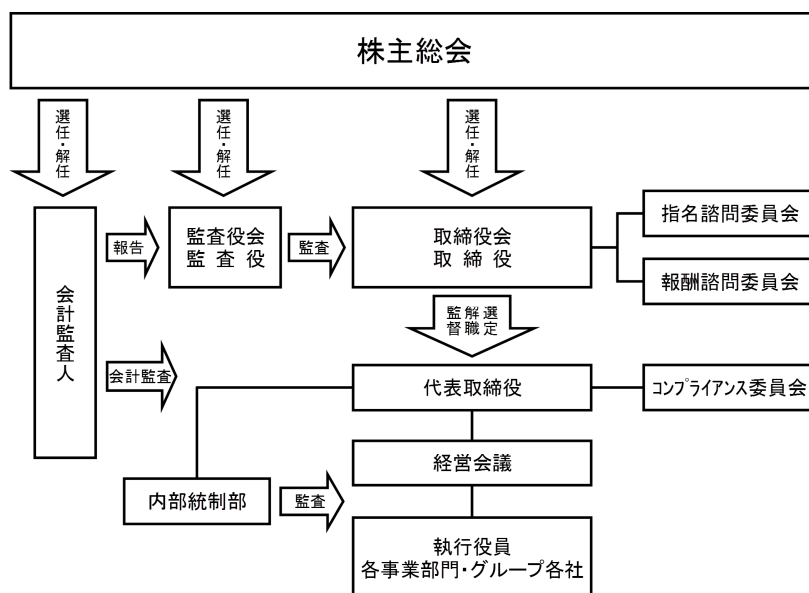 株主総会
選任・解任
選任・解任
選任・解任
会計監査人
報告
監査役会
監査役
監査
取締役会
取締役
指名諮問委員会
報酬諮問委員会
選定
解職
監督
会計監査
代表取締役
コンプライアンス委員会
経営会議
内部統制部
監査
執行役員
各事業部門・グループ各社